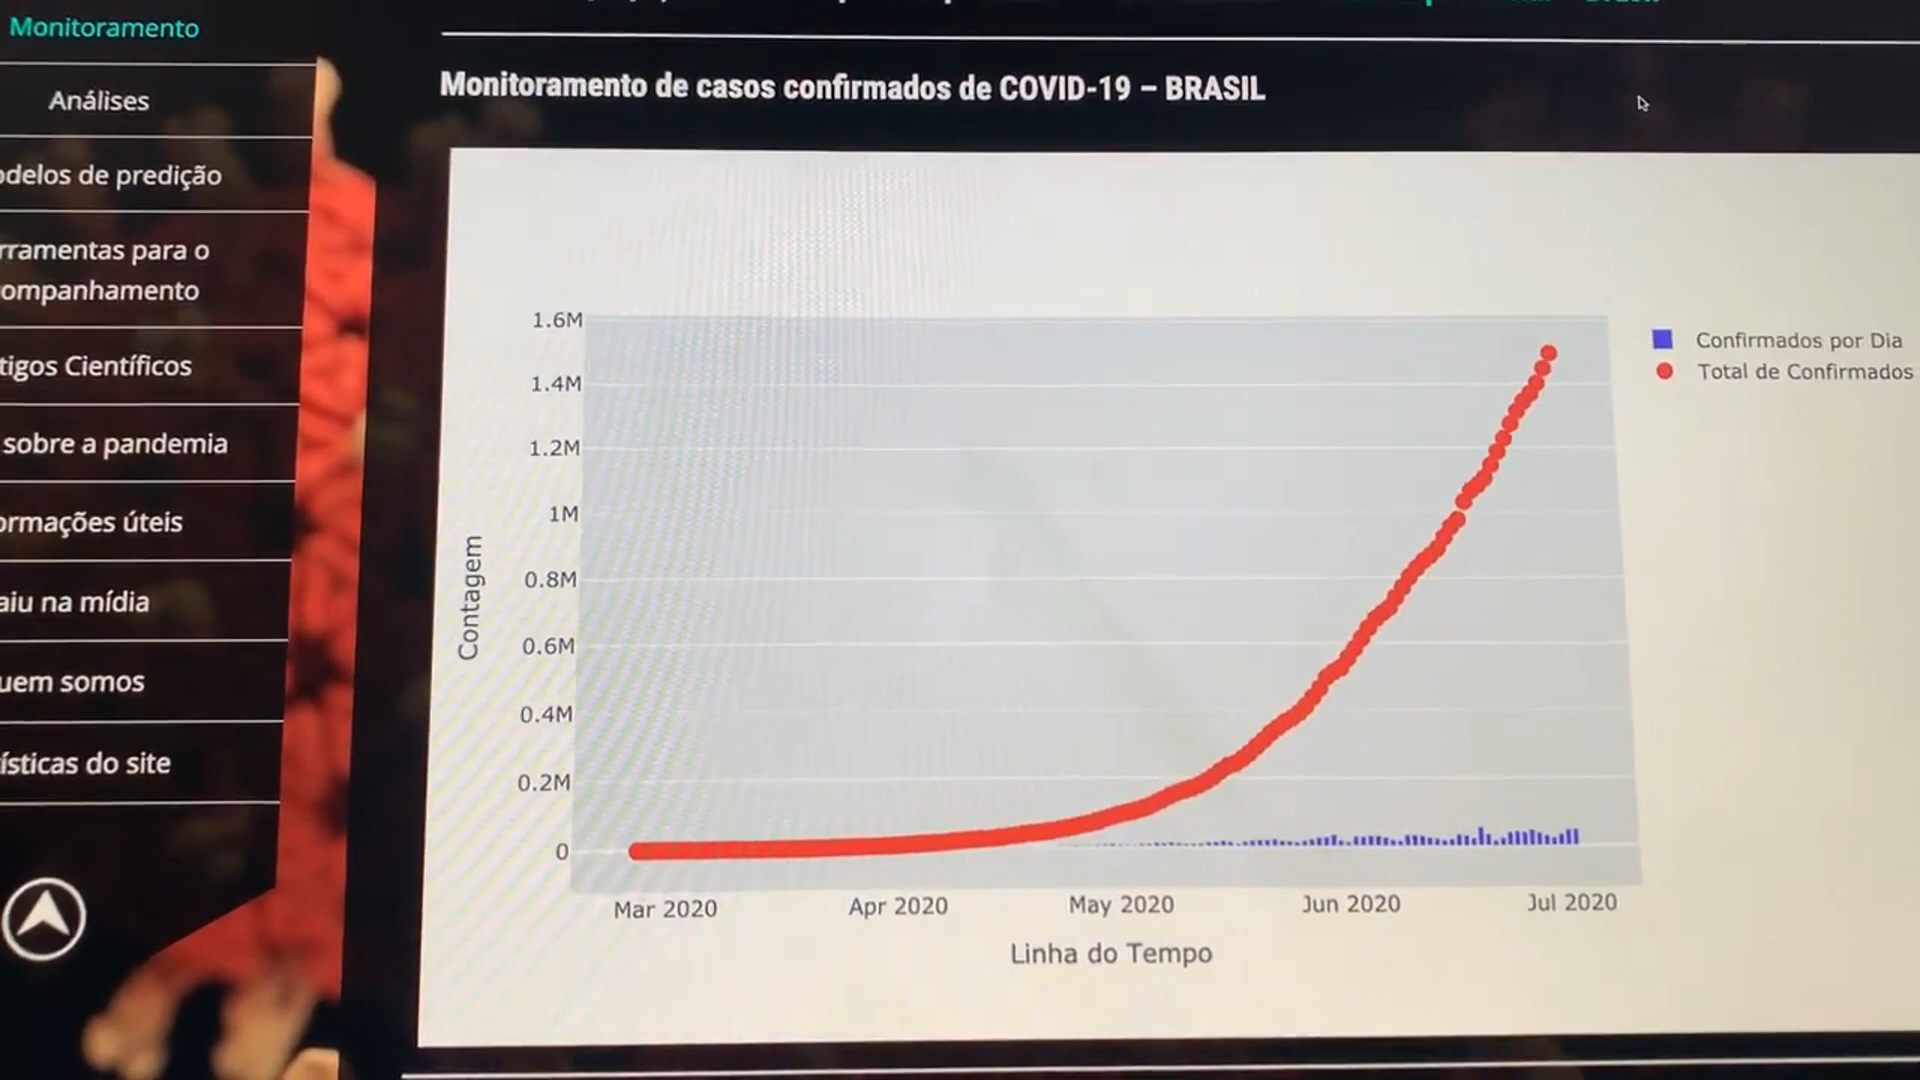 Monitoramento
Análises
delos de predição
rramentas para o
ompanhamento
tigos Científicos
sobre a pandemia
ormações úteis
aiu na mídia
uem somos
ísticas do site
Monitoramento de casos confirmados de COVID-19 – BRASIL
1.6M
1.4M
1.2M
1M
0.8M
0.6M
0.4M
0.2M
0
Contagem
Mar 2020
Apr 2020
May 2020
Jun 2020
Jul 2020
Linha do Tempo
Confirmados por Dia
Total de Confirmados